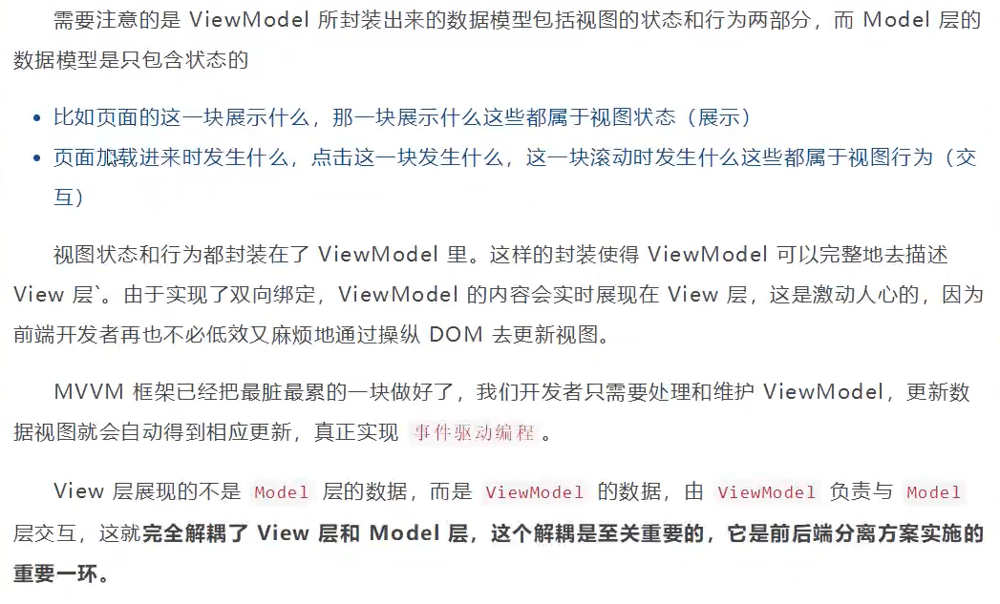 需要注意的是 ViewModel 所封装出来的数据模型包括视图的状态和行为两部分，而 Model 层的
数据模型是只包含状态的
• 比如页面的这一块展示什么，那一块展示什么这些都属于视图状态（展示）
• 页面加载进来时发生什么，点击这一块发生什么，这一块滚动时发生什么这些都属于视图行为（交
互）
视图状态和行为都封装在了 ViewModel 里。这样的封装使得 ViewModel 可以完整地去描述
View 层`。由于实现了双向绑定，ViewModel 的内容会实时展现在 View 层，这是激动人心的，因为
前端开发者再也不必低效又麻烦地通过操纵 DOM 去更新视图。
MVVM 框架已经把最脏最累的一块做好了，我们开发者只需要处理和维护 ViewModel，更新数
据视图就会自动得到相应更新，真正实现 事件驱动编程 。
View 层展现的不是 Model 层的数据，而是 ViewModel 的数据，由 ViewModel 负责与 Model
层交互，这就完全解耦了 View 层和 Model 层，这个解耦是至关重要的，它是前后端分离方案实施的
重要一环。